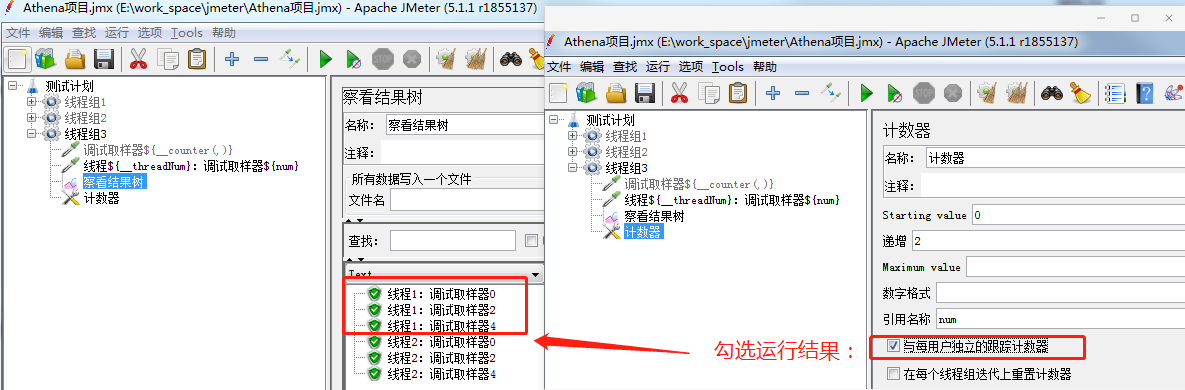 Athena项目.jmx (E:\work_space\jmeter\Athena项目.jmx) - Apache JMeter (5.1.1 r1855137)
文件 编辑 查找 运行 选项 Tools 帮助
测试计划
线程组1
线程组2
线程组3
调试取样器${__counter(,)}
线程${__threadNum}: 调试取样器${num}
察看结果树
计数器
察看结果树
名称: 察看结果树
注释:
所有数据写入一个文件
文件名
查找:
Text
线程1: 调试取样器0
线程1: 调试取样器2
线程1: 调试取样器4
线程2: 调试取样器0
线程2: 调试取样器2
线程2: 调试取样器4
Athena项目.jmx (E:\work_space\jmeter\Athena项目.jmx) - Apache JMeter (5.1.1 r1855137)
文件 编辑 查找 运行 选项 Tools 帮助
测试计划
线程组1
线程组2
线程组3
调试取样器${__counter(,)}
线程${__threadNum}: 调试取样器${num}
察看结果树
计数器
计数器
名称: 计数器
注释:
Starting value 0
递增 2
Maximum value
数字格式
引用名称 num
与每用户独立的跟踪计数器
在每个线程组迭代上重置计数器
勾选运行结果：